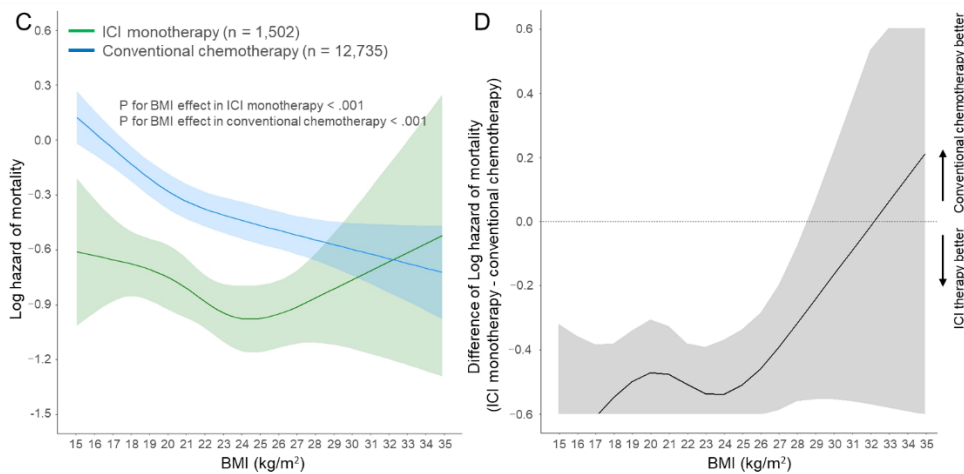 C
ICI monotherapy (n = 1,502)
Conventional chemotherapy (n = 12,735)
P for BMI effect in ICI monotherapy < .001
P for BMI effect in conventional chemotherapy < .001
Log hazard of mortality
0.6
0.3
0.0
−0.3
−0.6
−0.9
−1.2
−1.5
15 16 17 18 19 20 21 22 23 24 25 26 27 28 29 30 31 32 33 34 35
BMI (kg/m²)
D
Difference of Log hazard of mortality
(ICI monotherapy - conventional chemotherapy)
0.6
0.4
0.2
0.0
−0.2
−0.4
−0.6
15 16 17 18 19 20 21 22 23 24 25 26 27 28 29 30 31 32 33 34 35
BMI (kg/m²)
Conventional chemotherapy better
ICI therapy better